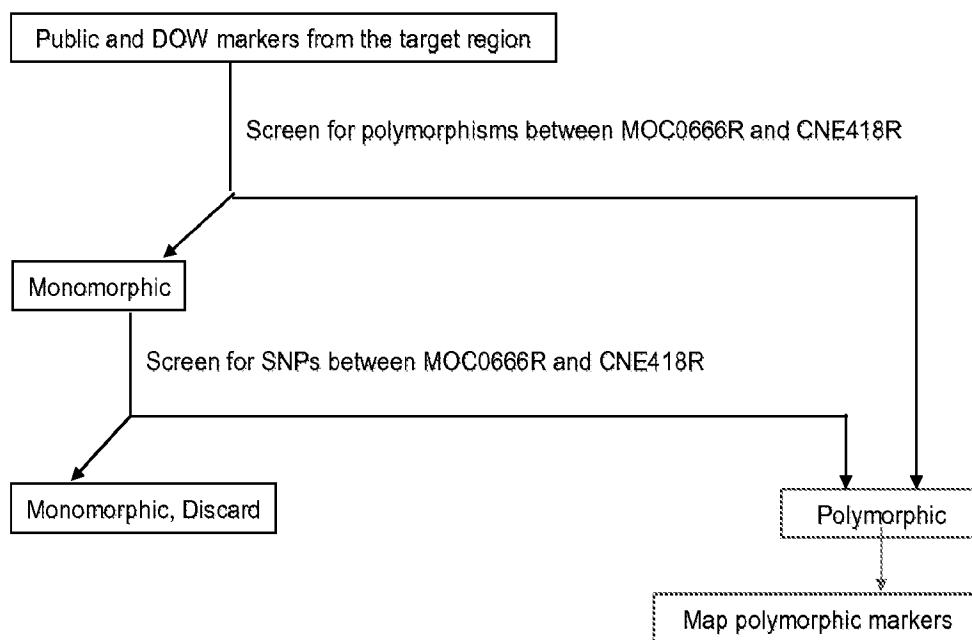 Public and DOW markers from the target region
Screen for polymorphisms between MOC0666R and CNE418R
Monomorphic
Screen for SNPs between MOC0666R and CNE418R
Monomorphic, Discard
Polymorphic
Map polymorphic markers